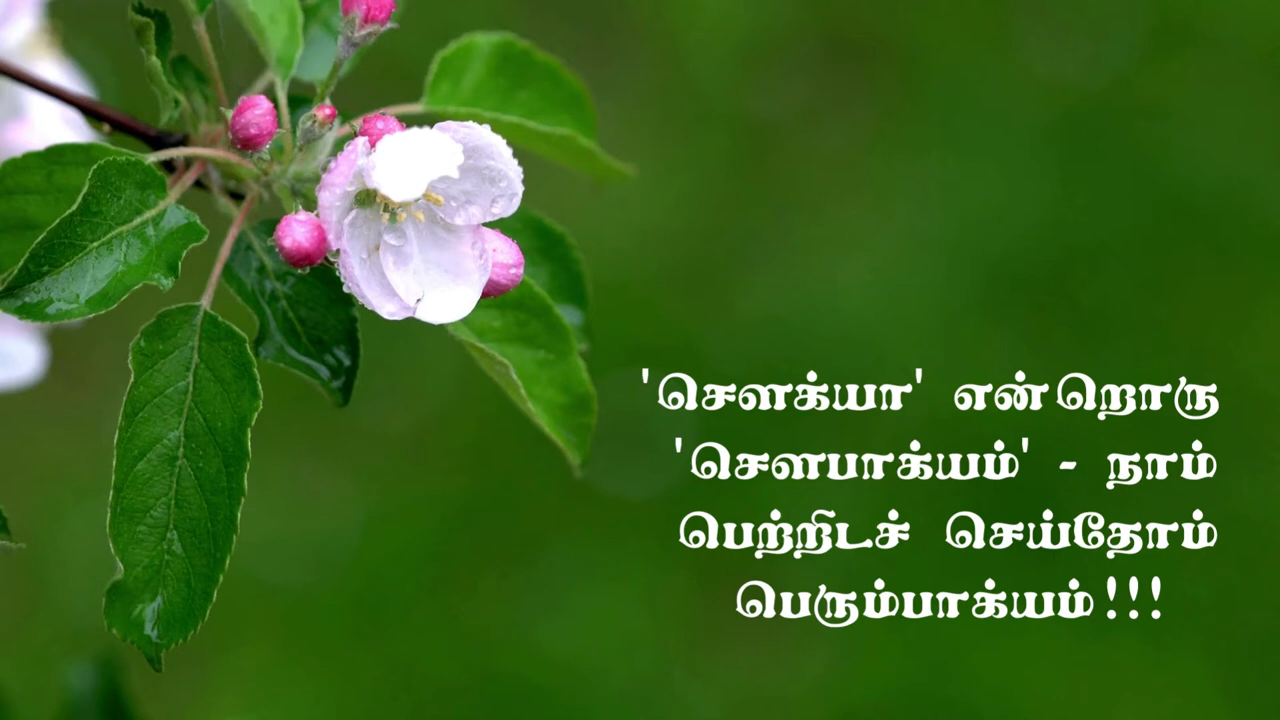 'சௌக்யா' என்றொரு
'சௌபாக்யம்' - நாம்
பெற்றிடச் செய்தோம்
பெரும்பாக்யம்!!!